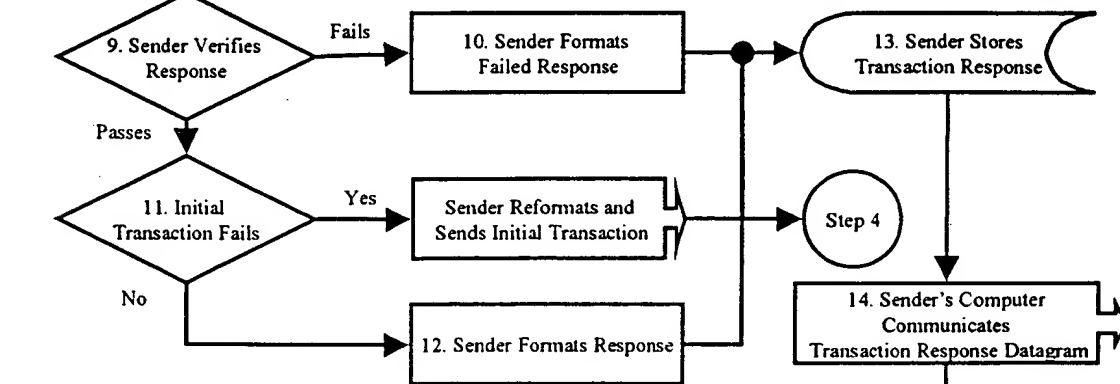 9. Sender Verifies
Response
Fails
10. Sender Formats
Failed Response
13. Sender Stores
Transaction Response
Passes
11. Initial
Transaction Fails
Yes
Sender Reformats and
Sends Initial Transaction
Step 4
No
12. Sender Formats Response
14. Sender's Computer
Communicates
Transaction Response Datagram